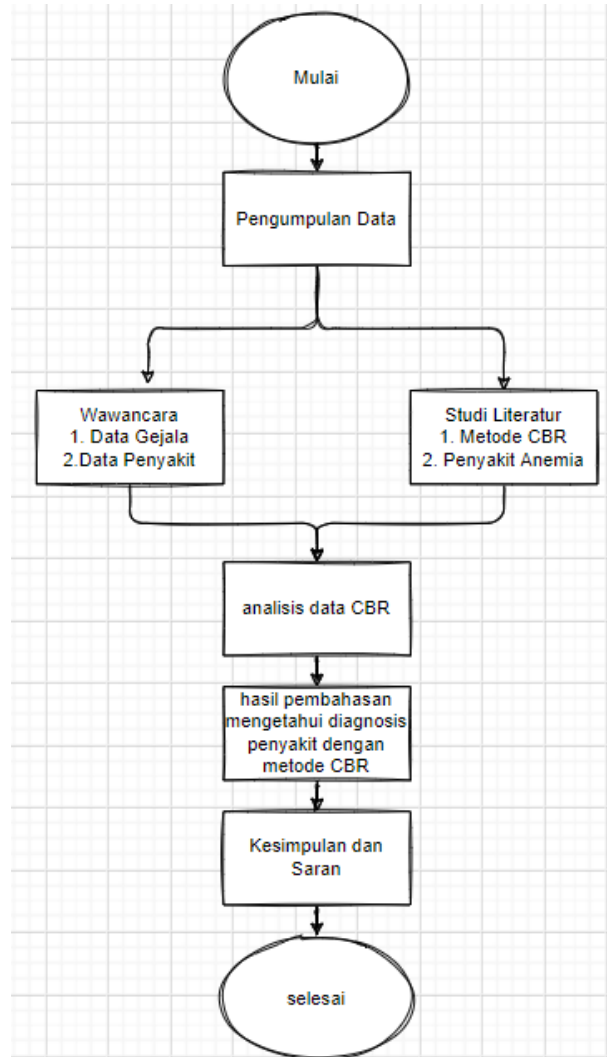 Mulai
Pengumpulan Data
Wawancara
1. Data Gejala
2.Data Penyakit
Studi Literatur
1. Metode CBR
2. Penyakit Anemia
analisis data CBR
hasil pembahasan
mengetahui diagnosis
penyakit dengan
metode CBR
Kesimpulan dan
Saran
selesai